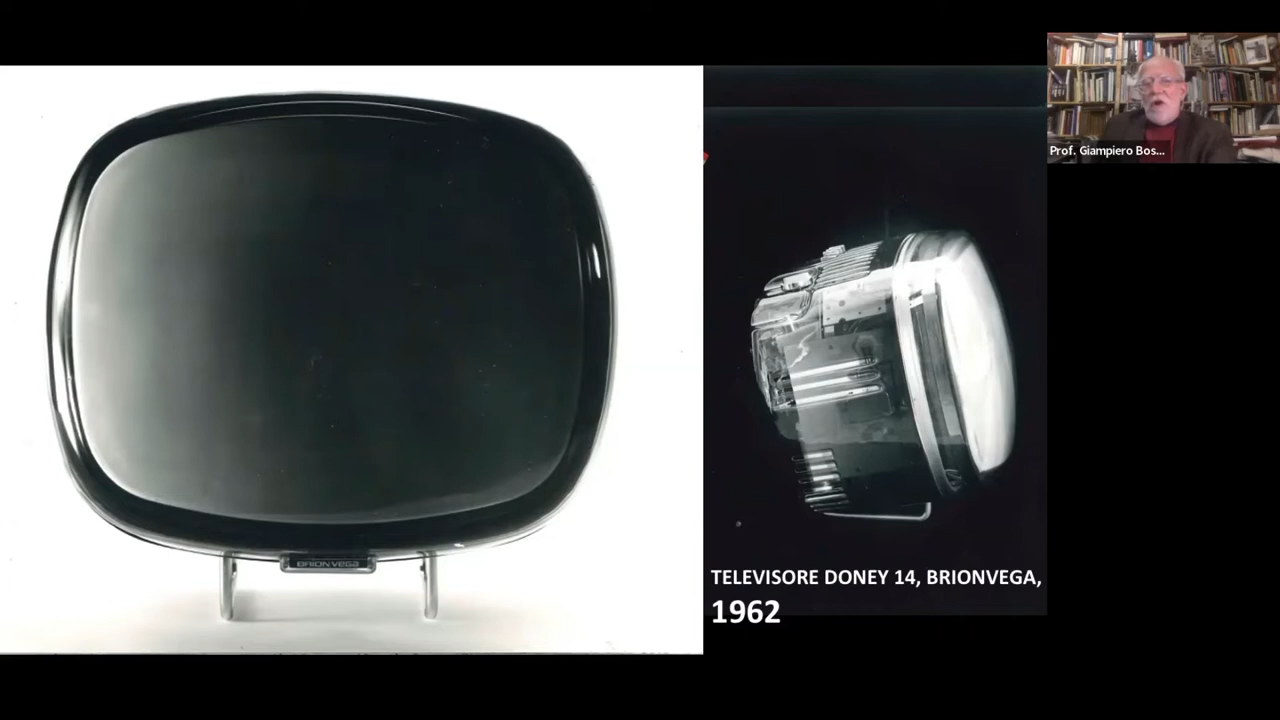 BRIONVEGA
TELEVISORE DONEY 14, BRIONVEGA,
1962
Prof. Giampiero Bos...